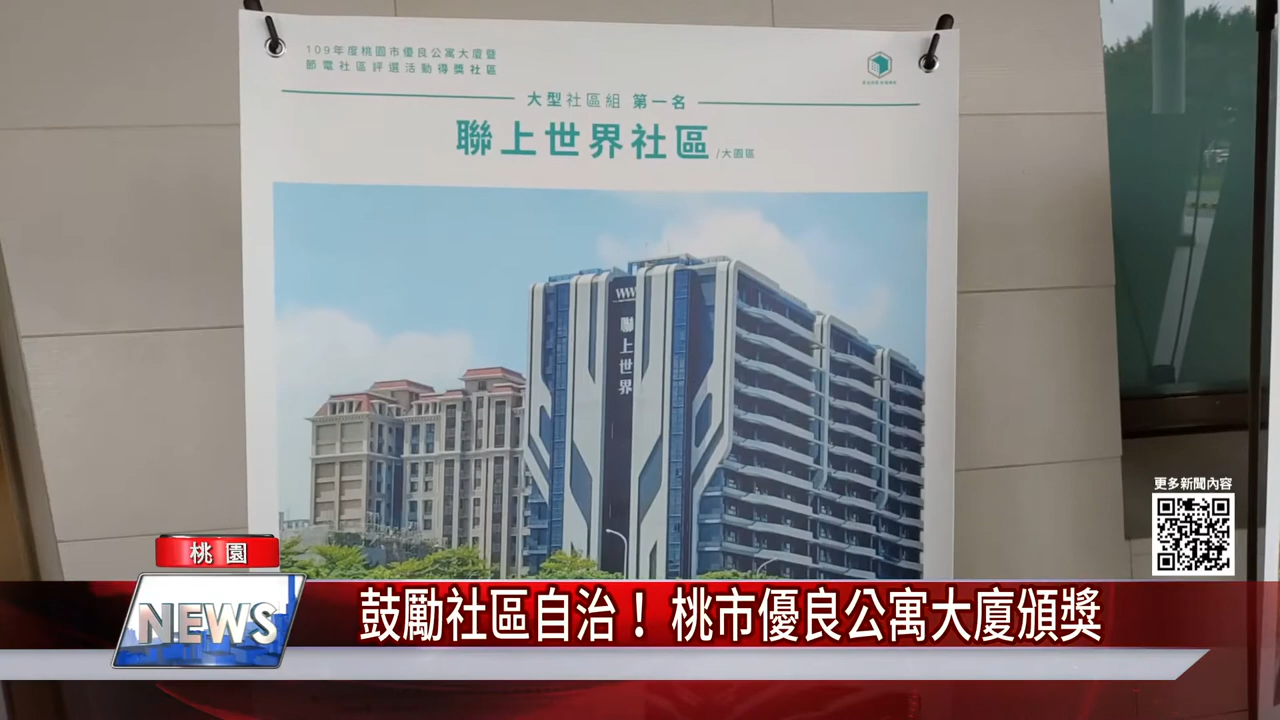 109年度桃園市優良公寓大廈暨
節電社區評選活動得獎社區
大型社區組 第一名
聯上世界社區/大園區
WW
聯上世界
更多新聞內容
桃園
NEWS
鼓勵社區自治！桃市優良公寓大廈頒獎